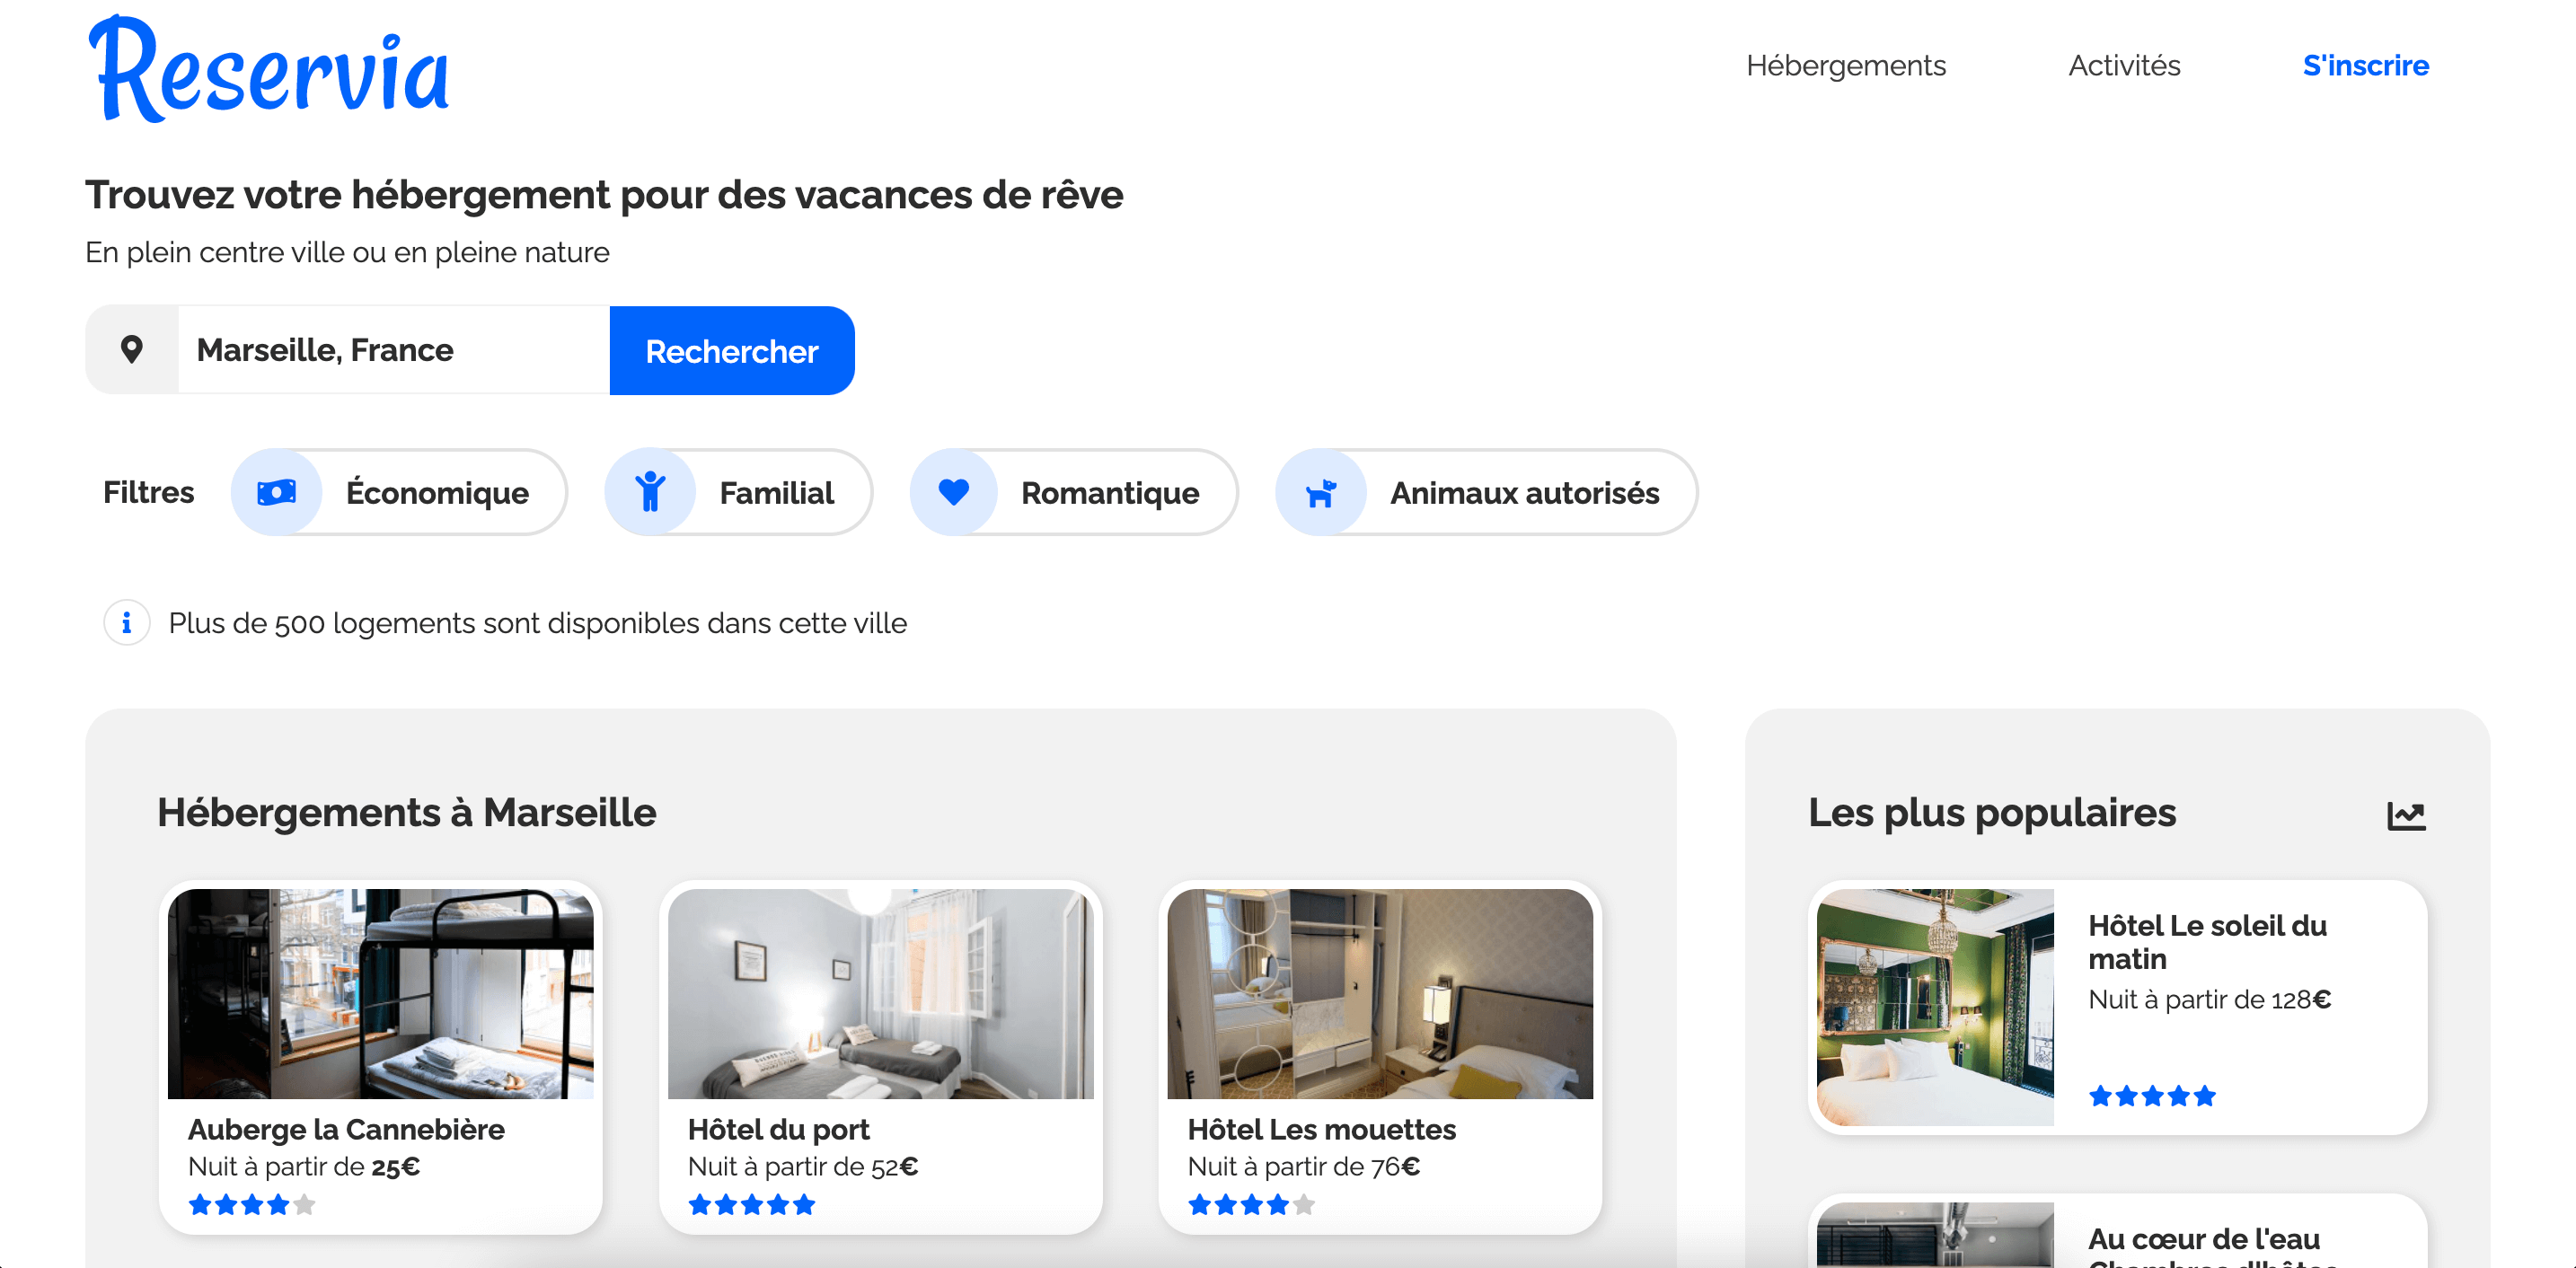 Reservia
Hébergements
Activités
S'inscrire
Trouvez votre hébergement pour des vacances de rêve
En plein centre ville ou en pleine nature
Marseille, France
Rechercher
Filtres
Économique
Familial
Romantique
Animaux autorisés
Plus de 500 logements sont disponibles dans cette ville
Hébergements à Marseille
Auberge la Cannebière
Nuit à partir de 25€
Hôtel du port
Nuit à partir de 52€
Hôtel Les mouettes
Nuit à partir de 76€
Les plus populaires
Hôtel Le soleil du
matin
Nuit à partir de 128€
Au cœur de l'eau
Chambres d'hôtes